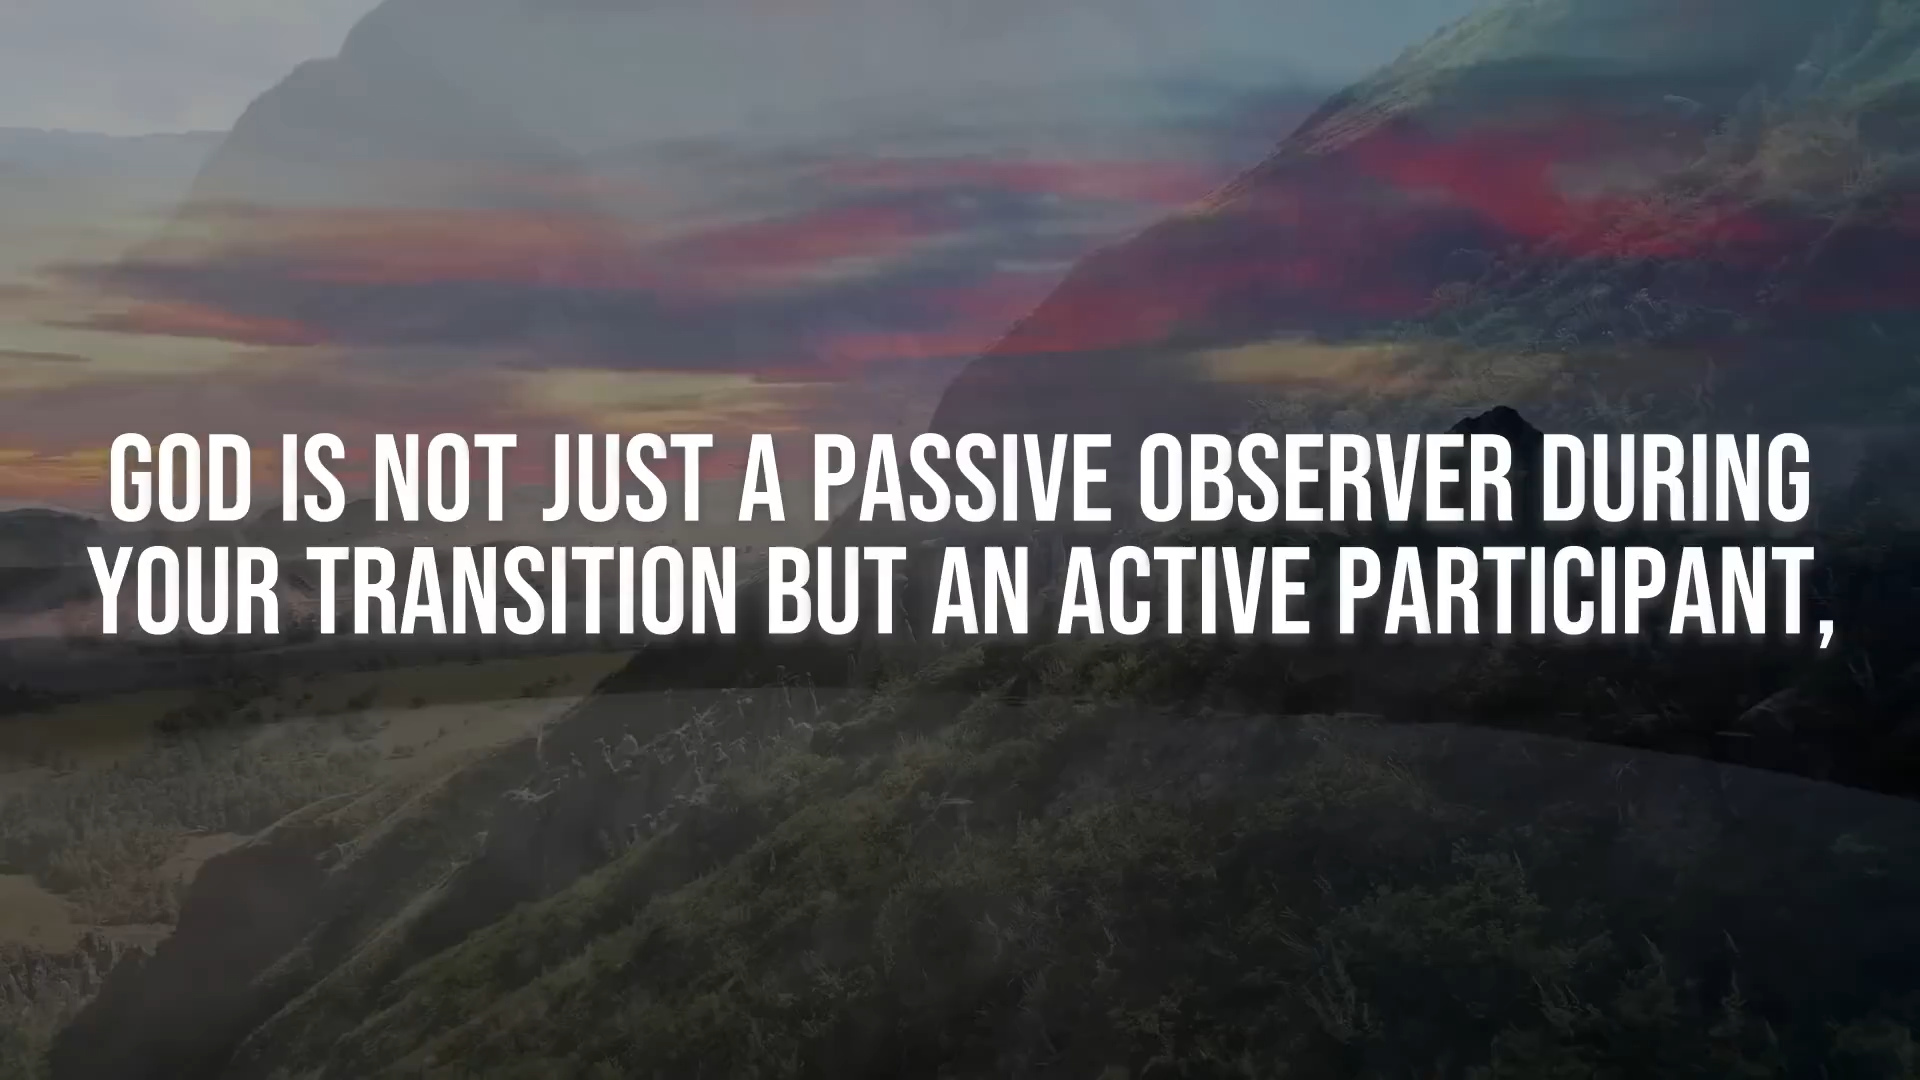 GOD IS NOT JUST A PASSIVE OBSERVER DURING
YOUR TRANSITION BUT AN ACTIVE PARTICIPANT,